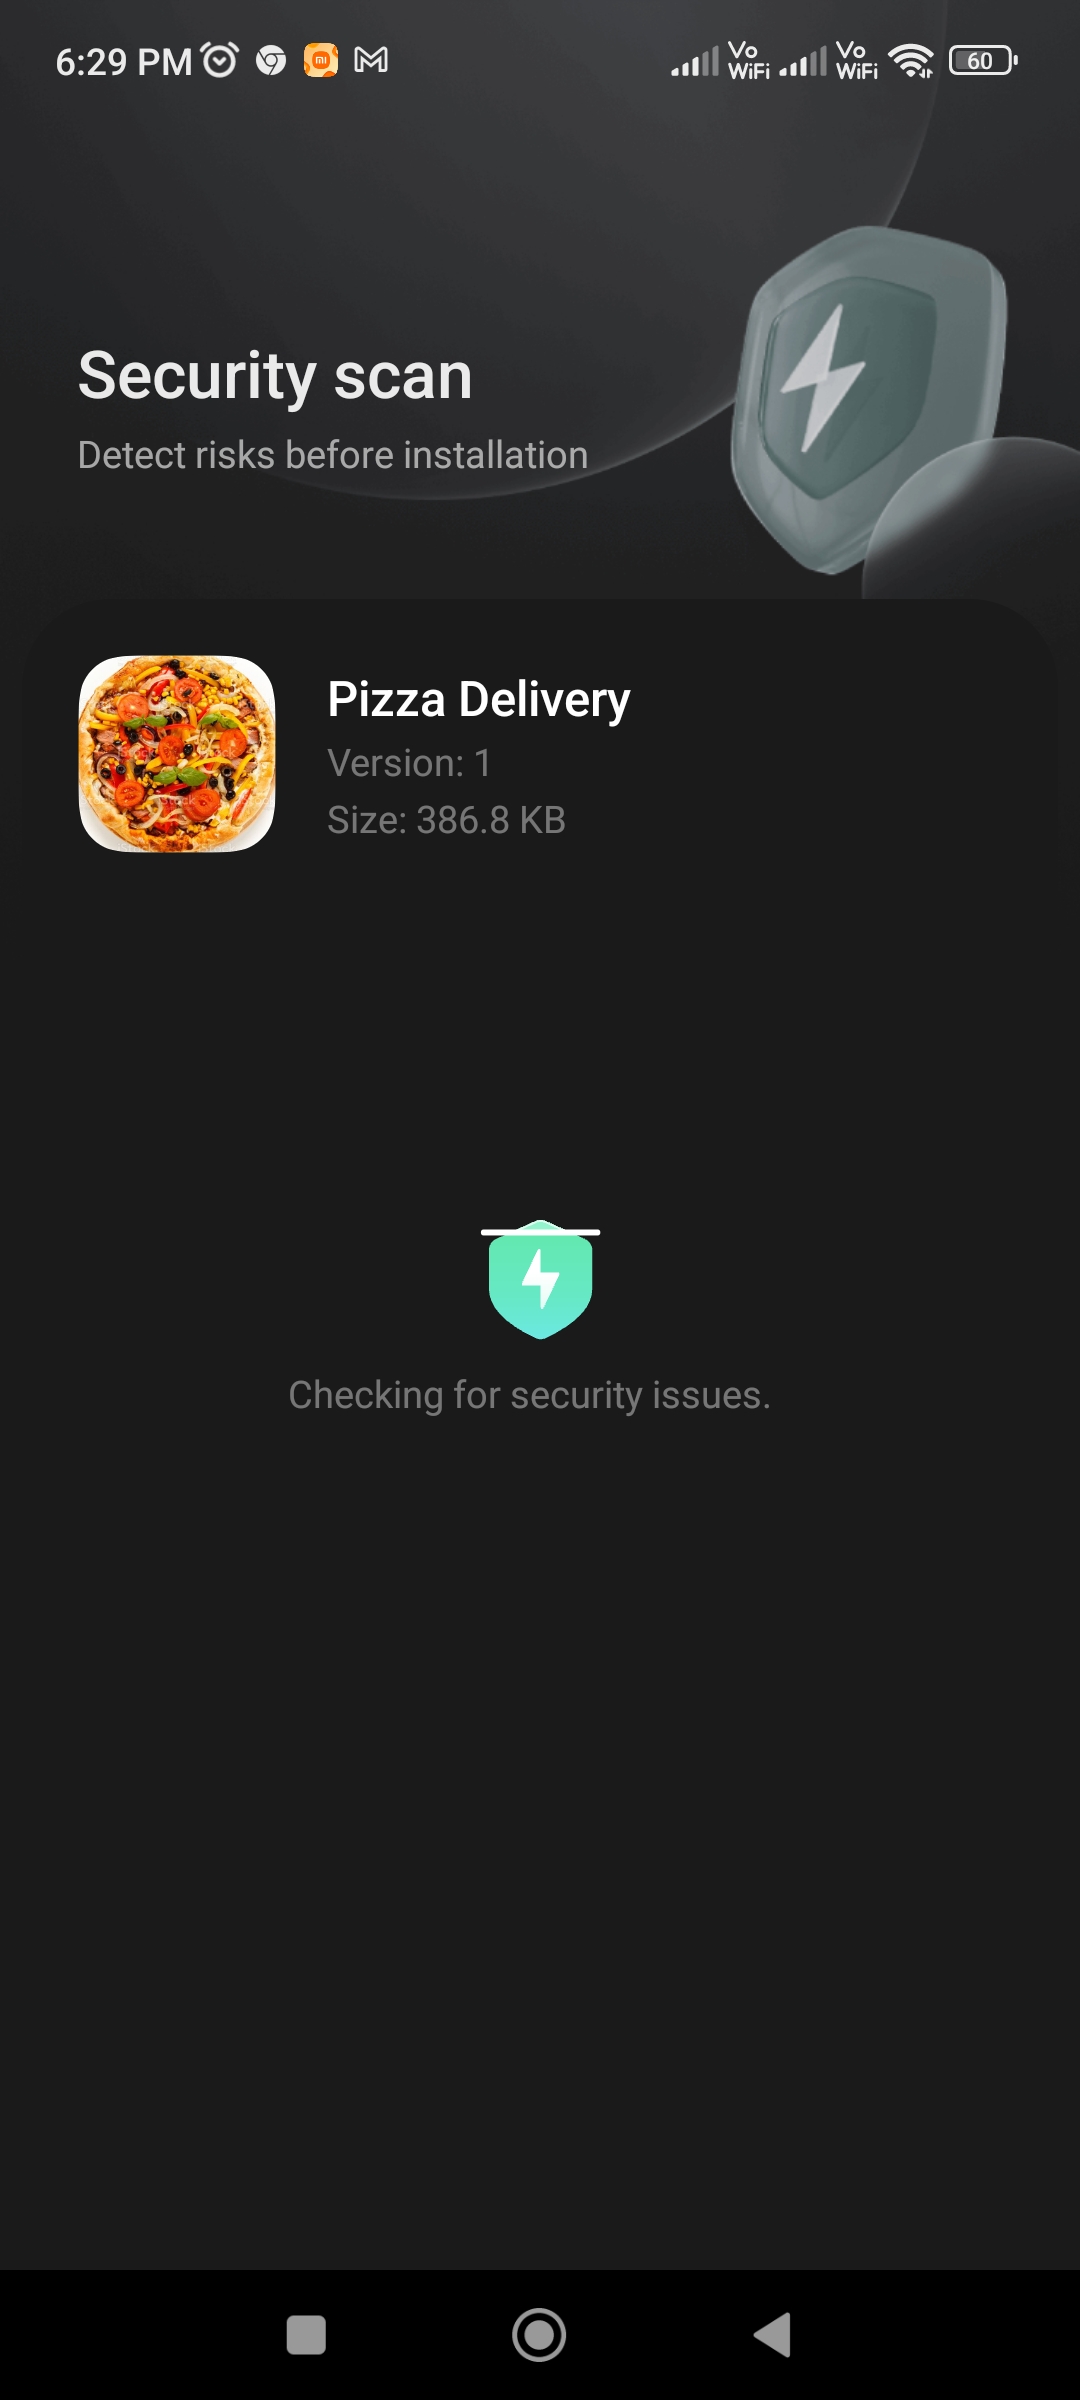 6:29 PM
Vo WiFi
Vo WiFi
60
Security scan
Detect risks before installation
Pizza Delivery
Version: 1
Size: 386.8 KB
Checking for security issues.